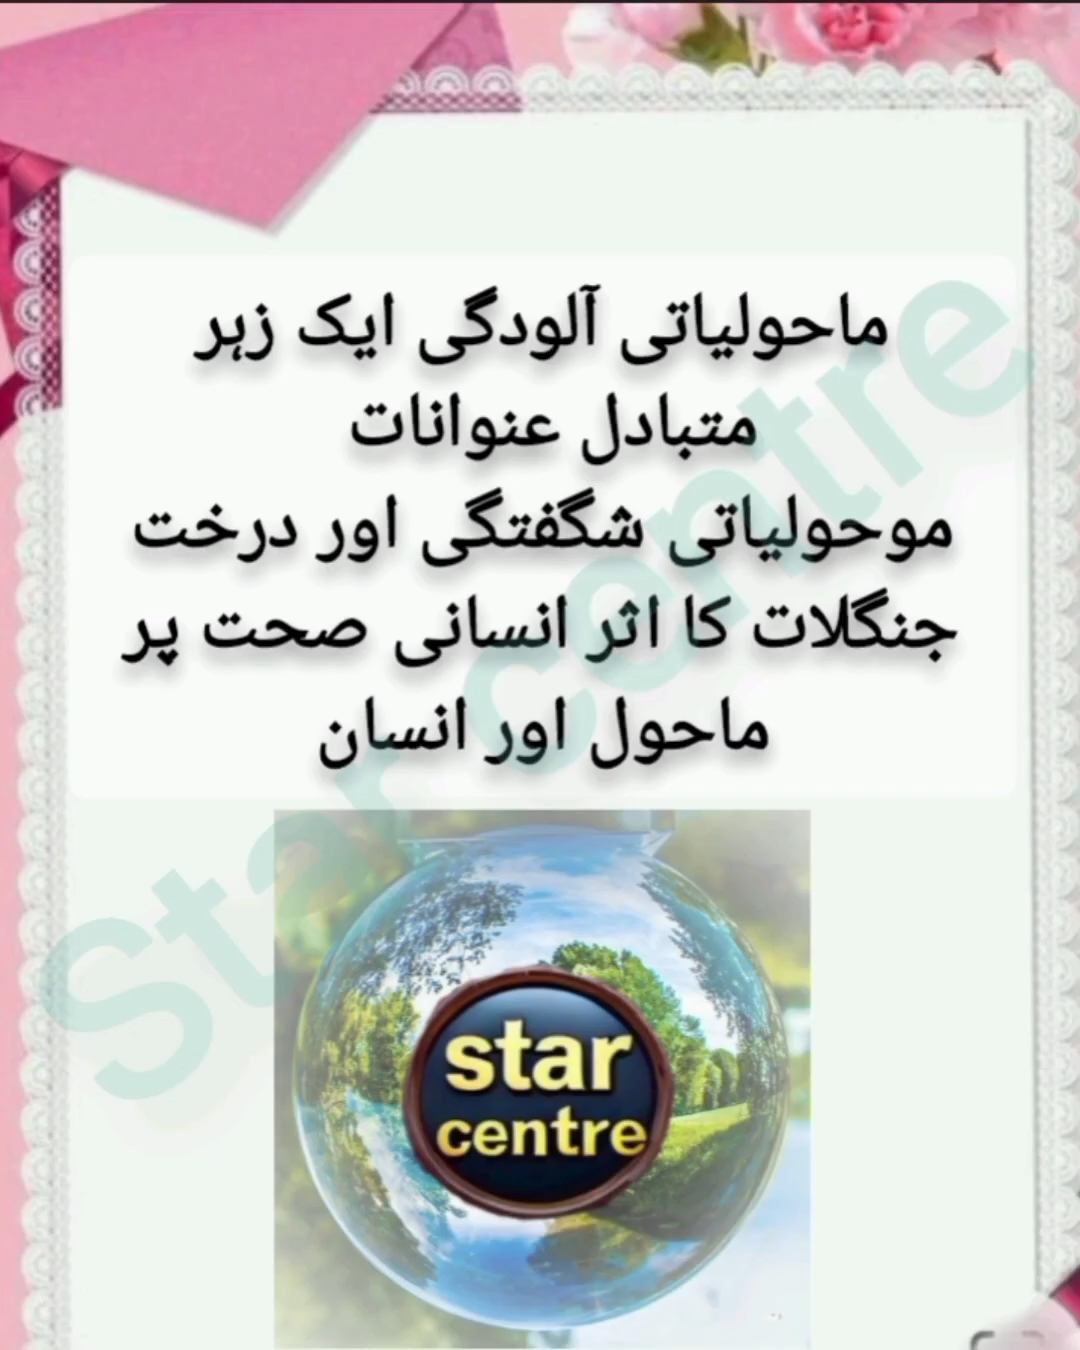 ماحولیاتی آلودگی ایک زہر
متبادل عنوانات
موحولیاتی شگفتگی اور درخت
جنگلات کا اثر انسانی صحت پر
ماحول اور انسان
Star centre
star
centre